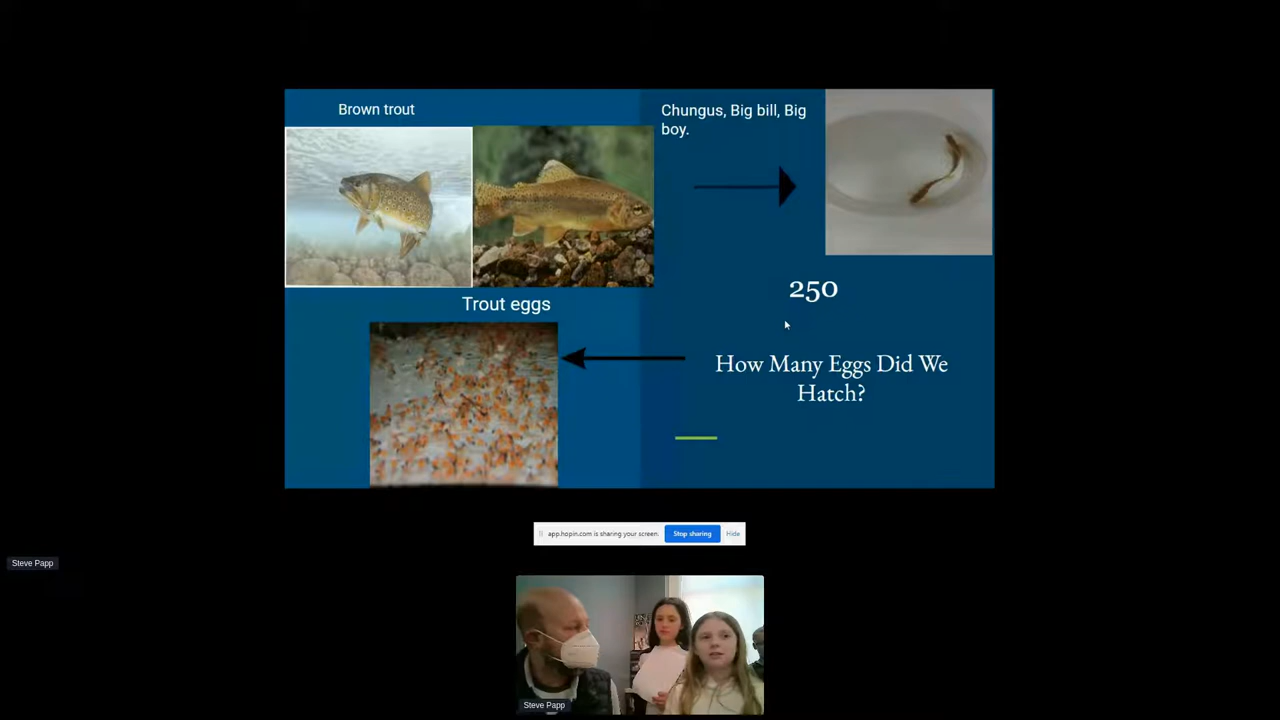 Brown trout
Chungus, Big bill, Big
boy.
Trout eggs
250
How Many Eggs Did We
Hatch?
app.hopin.com is sharing your screen.
Stop sharing
Hide
Steve Papp
Steve Papp